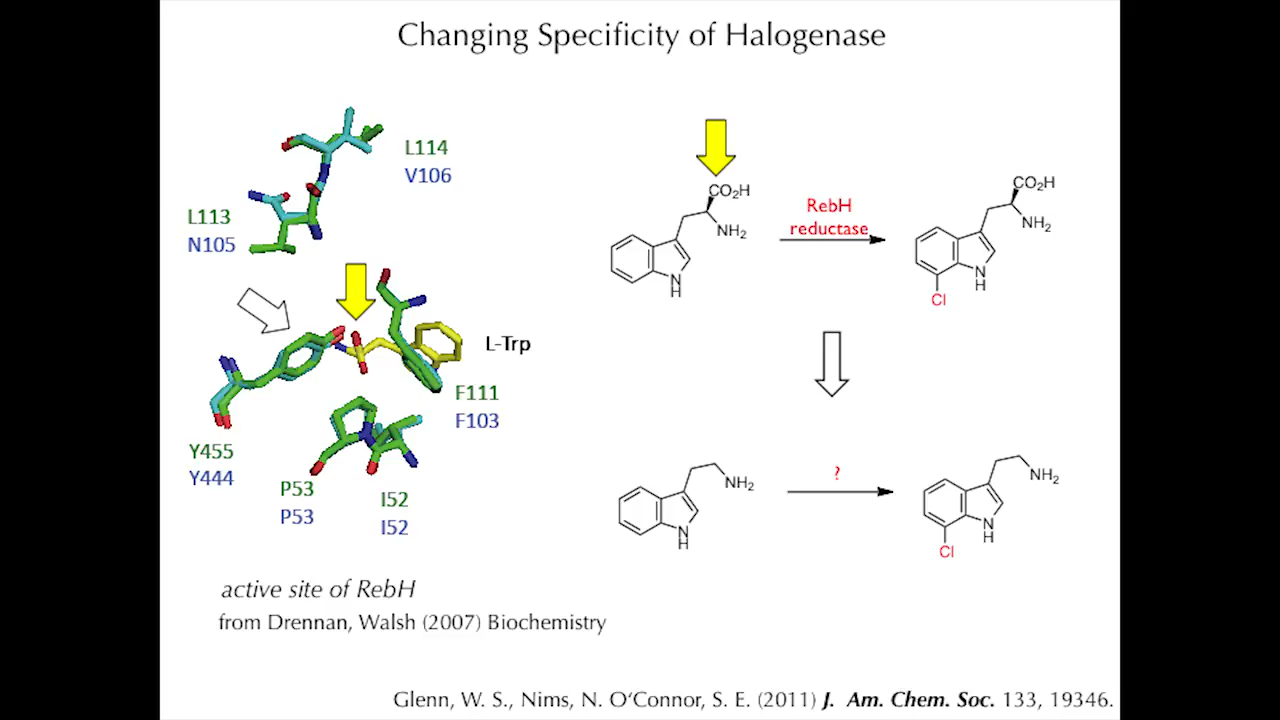 Changing Specificity of Halogenase
L114
V106
L113
N105
L-Trp
F111
F103
Y455
Y444
P53
P53
I52
I52
active site of RebH
from Drennan, Walsh (2007) Biochemistry
CO₂H
NH₂
N
H
RebH
reductase
CO₂H
NH₂
N
H
Cl
NH₂
N
H
?
NH₂
N
H
Cl
Glenn, W. S., Nims, N. O‘Connor, S. E. (2011) J. Am. Chem. Soc. 133, 19346.